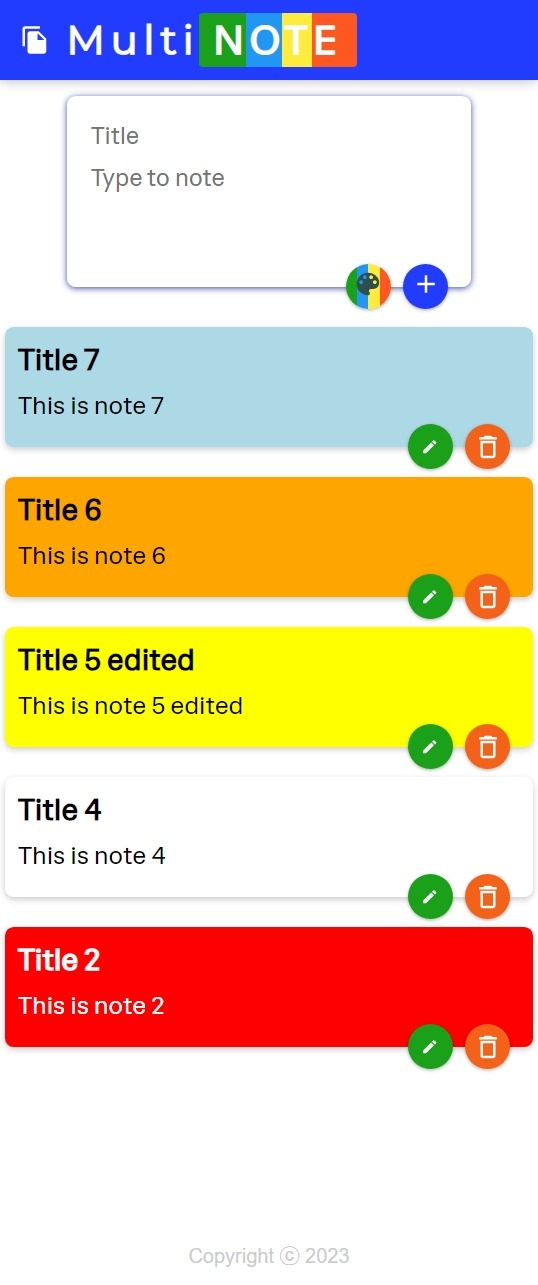 Multi NOTE
Title
Type to note
Title 7
This is note 7
Title 6
This is note 6
Title 5 edited
This is note 5 edited
Title 4
This is note 4
Title 2
This is note 2
Copyright ⓒ 2023